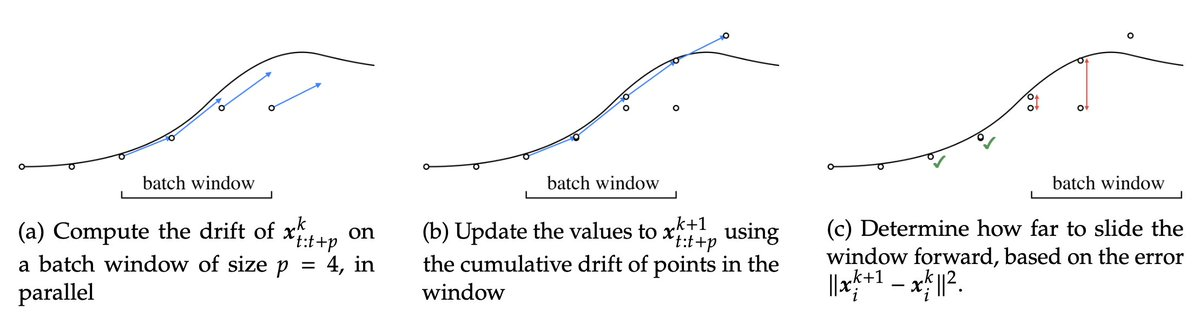 batch window
batch window
batch window
(a) Compute the drift of x^k_{t:t+p} on
a batch window of size p = 4, in
parallel
(b) Update the values to x^{k+1}_{t:t+p} using
the cumulative drift of points in the
window
(c) Determine how far to slide the
window forward, based on the error
‖x^{k+1}_i − x^k_i‖².